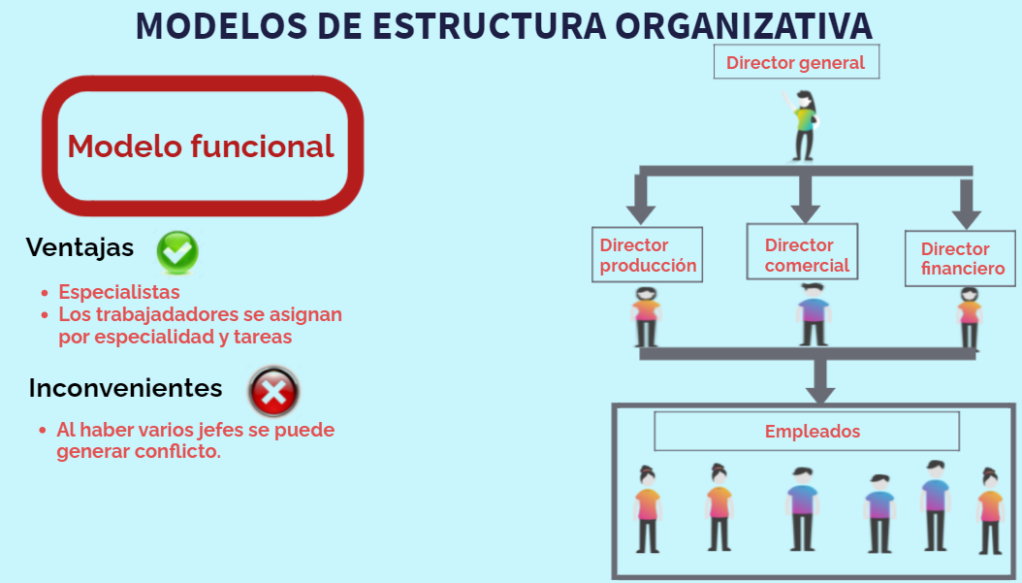 MODELOS DE ESTRUCTURA ORGANIZATIVA
Modelo funcional
Ventajas
• Especialistas
• Los trabajadadores se asignan
por especialidad y tareas
Inconvenientes
• Al haber varios jefes se puede
generar conflicto.
Director general
Director
producción
Director
comercial
Director
financiero
Empleados